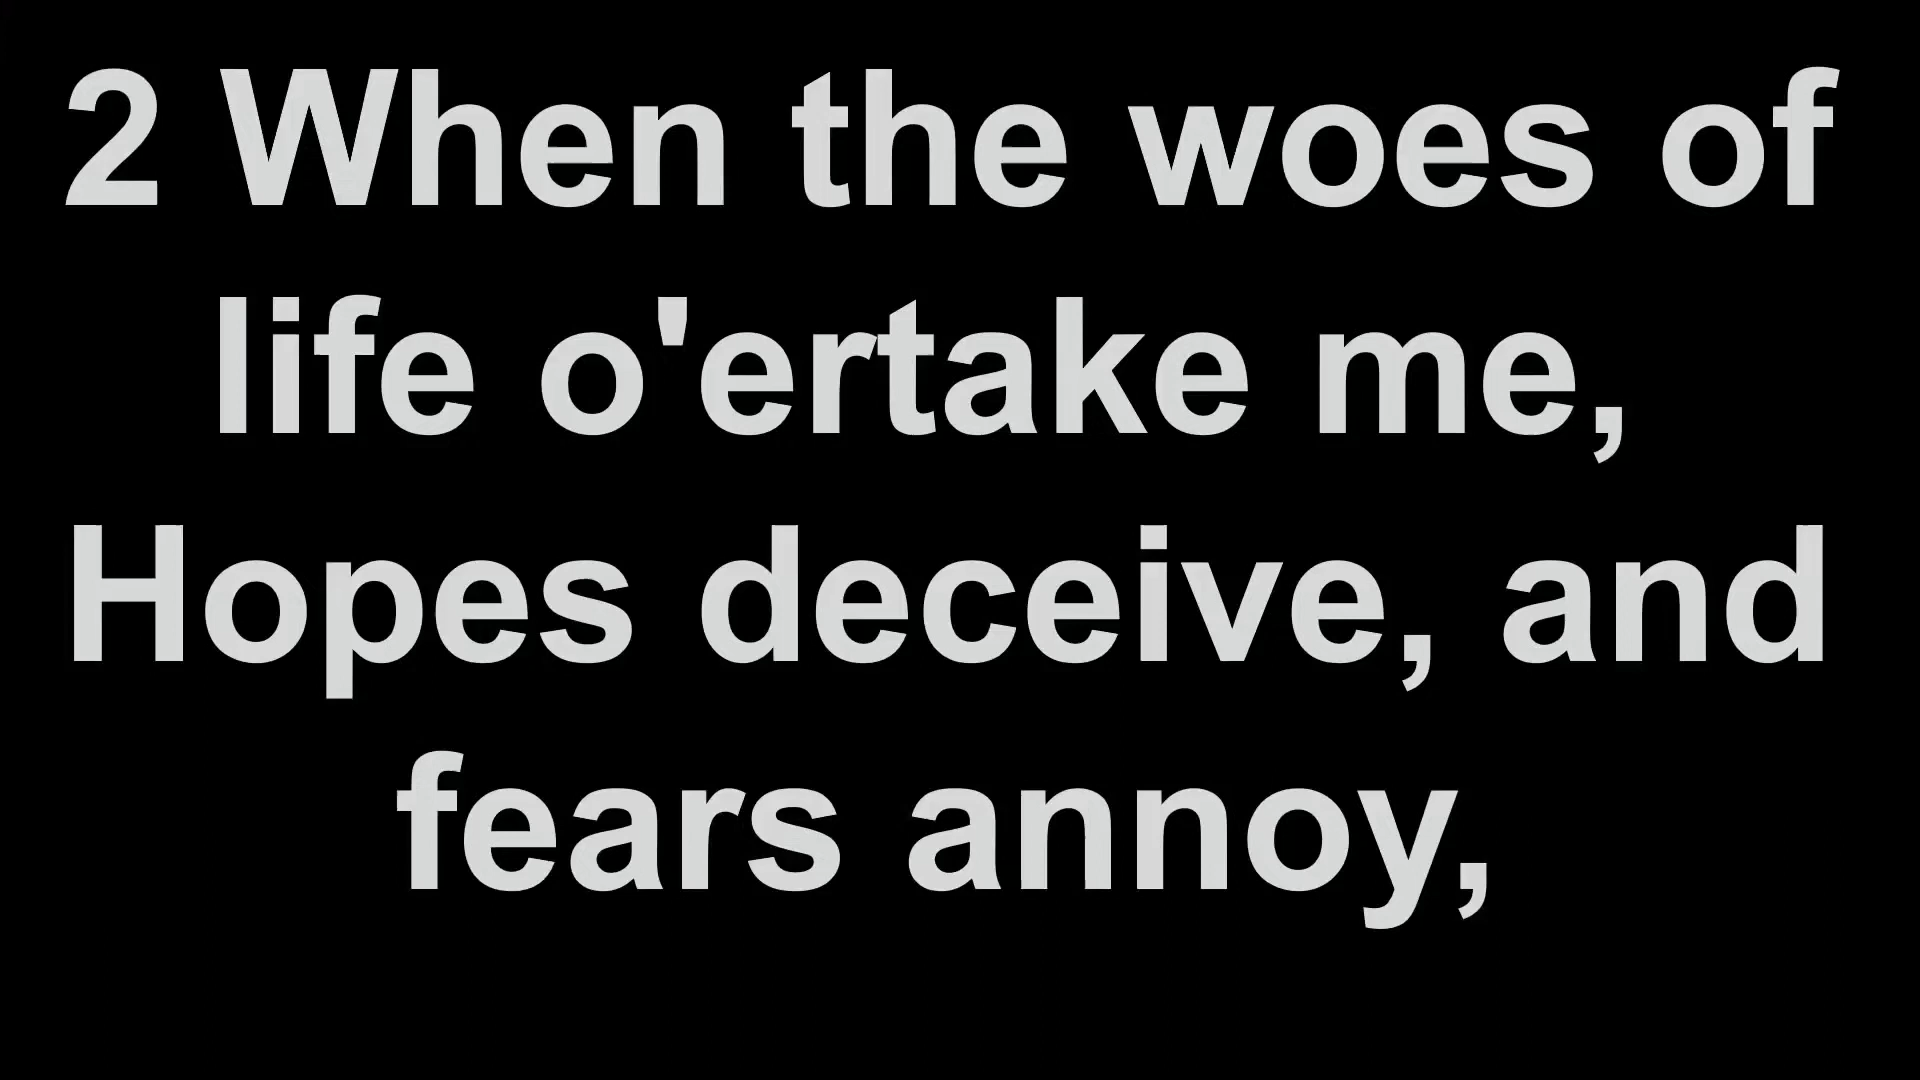 2 When the woes of
life o'ertake me,
Hopes deceive, and
fears annoy,